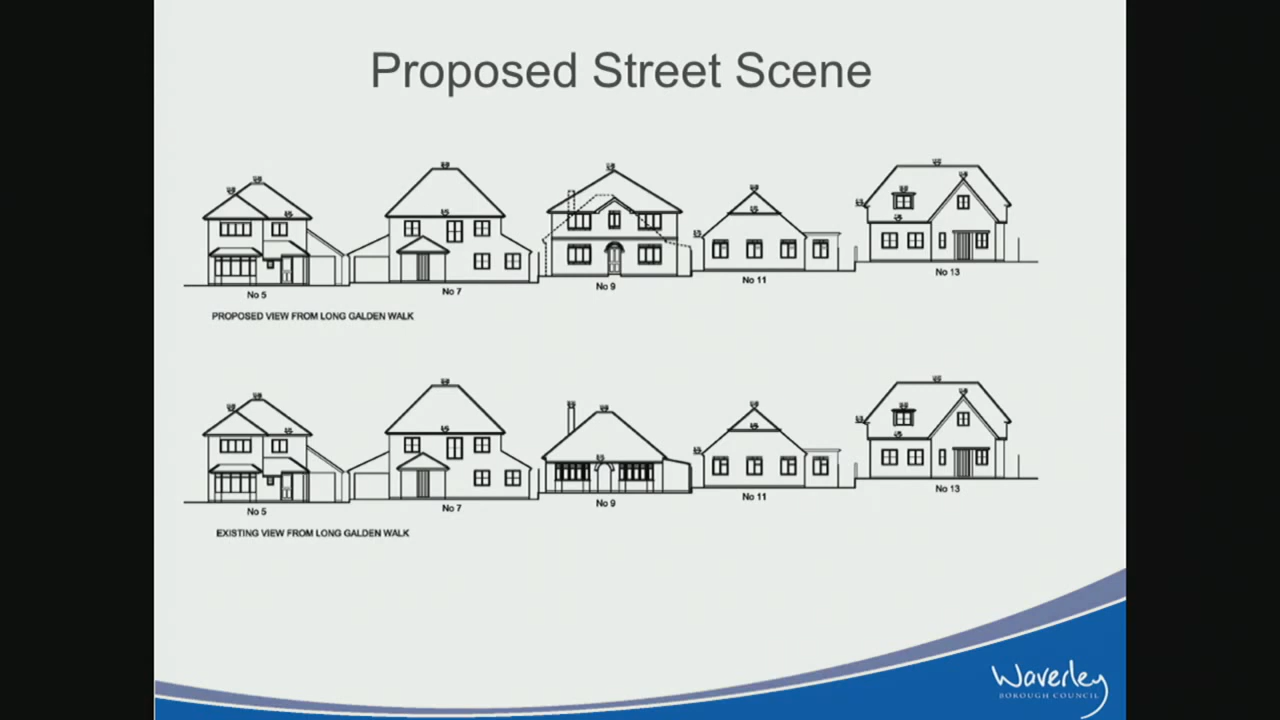 Proposed Street Scene
No 5
No 7
No 9
No 11
No 13
PROPOSED VIEW FROM LONG GALDEN WALK
No 5
No 7
No 9
No 11
No 13
EXISTING VIEW FROM LONG GALDEN WALK
Waverley
BOROUGH COUNCIL